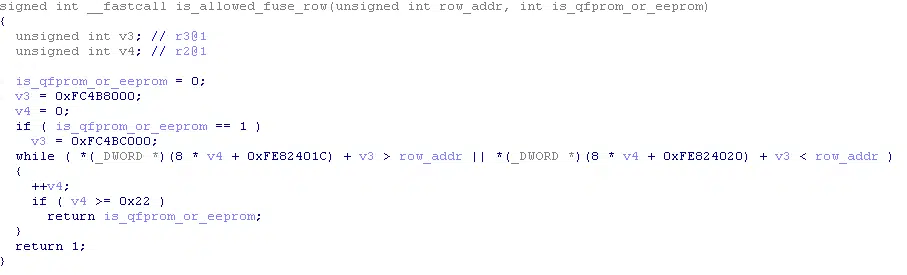 signed int __fastcall is_allowed_fuse_row(unsigned int row_addr, int is_qfprom_or_eeprom)
{
unsigned int v3; // r3@1
unsigned int v4; // r2@1
is_qfprom_or_eeprom = 0;
v3 = 0xFC4B8000;
v4 = 0;
if ( is_qfprom_or_eeprom == 1 )
v3 = 0xFC4BC000;
while ( *(_DWORD *)(8 * v4 + 0xFE82401C) + v3 > row_addr || *(_DWORD *)(8 * v4 + 0xFE824020) + v3 < row_addr )
{
++v4;
if ( v4 >= 0x22 )
return is_qfprom_or_eeprom;
}
return 1;
}